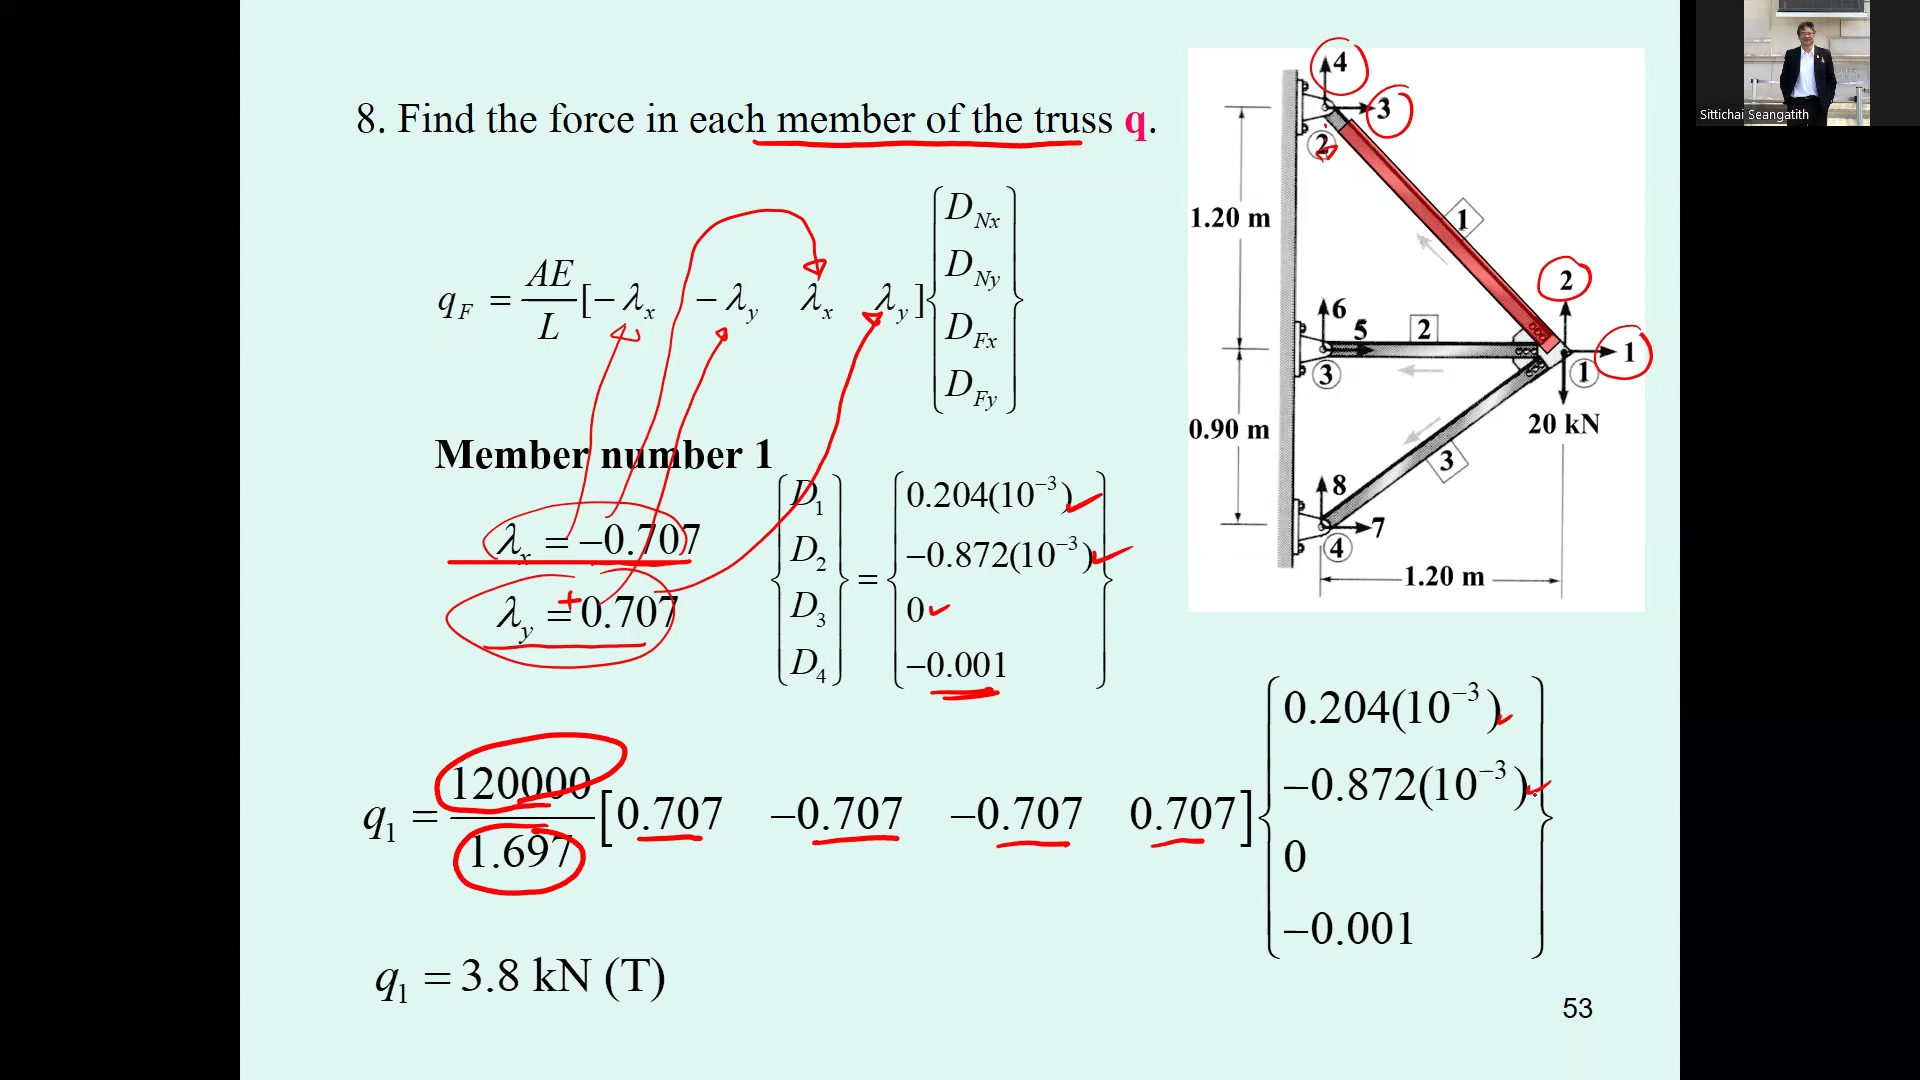 8. Find the force in each member of the truss q.
q_F = AE/L [−λ_x −λ_y λ_x λ_y] {D_Nx D_Ny D_Fx D_Fy}
Member number 1
λ_x = −0.707
λ_y = 0.707
+
{D_1 D_2 D_3 D_4} = {0.204(10^−3) −0.872(10^−3) 0 −0.001}
q_1 = 120000/1.697 [0.707 −0.707 −0.707 0.707] {0.204(10^−3) −0.872(10^−3) 0 −0.001}
q_1 = 3.8 kN (T)
4
3
2
1.20 m
1
2
6
5
2
1
3
1
0.90 m
20 kN
3
8
7
4
1.20 m
53
Sittichai Seangatith